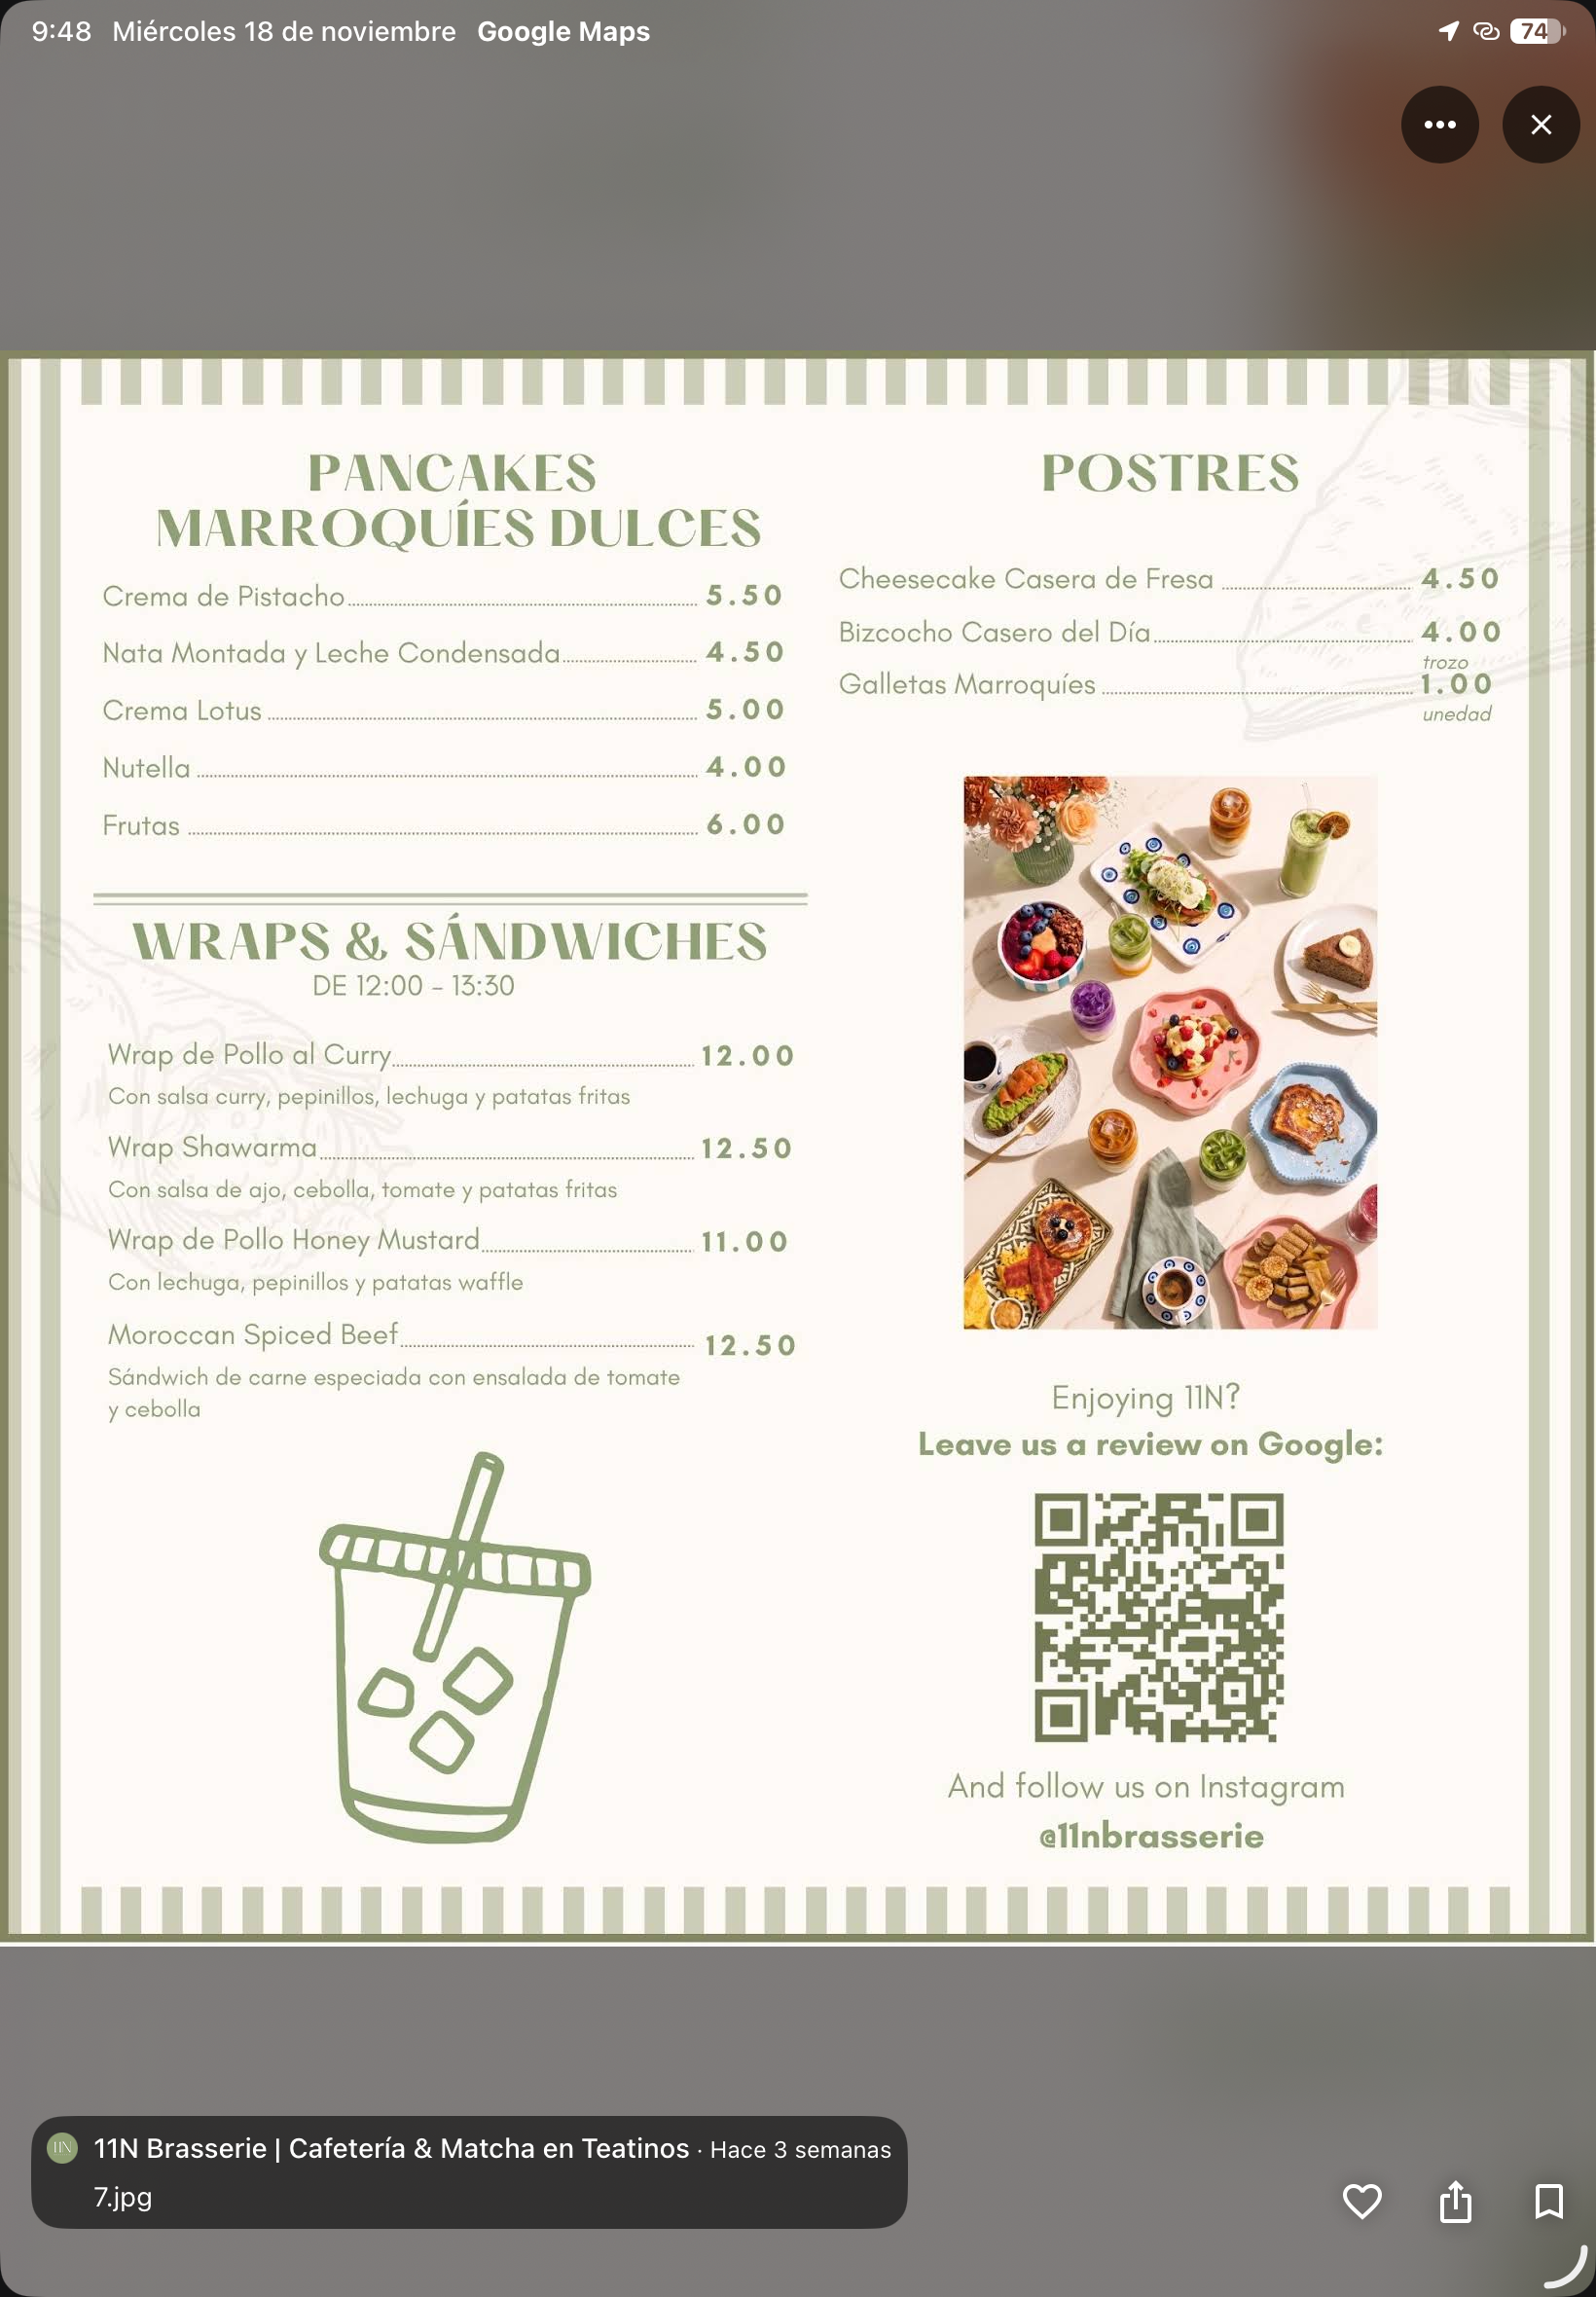 9:48 Miércoles 18 de noviembre Google Maps
74
PANCAKES
MARROQUÍES DULCES
Crema de Pistacho 5.50
Nata Montada y Leche Condensada 4.50
Crema Lotus 5.00
Nutella 4.00
Frutas 6.00
WRAPS & SÁNDWICHES
DE 12:00 - 13:30
Wrap de Pollo al Curry 12.00
Con salsa curry, pepinillos, lechuga y patatas fritas
Wrap Shawarma 12.50
Con salsa de ajo, cebolla, tomate y patatas fritas
Wrap de Pollo Honey Mustard 11.00
Con lechuga, pepinillos y patatas waffle
Moroccan Spiced Beef 12.50
Sándwich de carne especiada con ensalada de tomate
y cebolla
POSTRES
Cheesecake Casera de Fresa 4.50
Bizcocho Casero del Día 4.00
trozo
Galletas Marroquíes 1.00
unedad
Enjoying 11N?
Leave us a review on Google:
And follow us on Instagram
@11nbrasserie
11N
11N Brasserie | Cafetería & Matcha en Teatinos · Hace 3 semanas
7.jpg